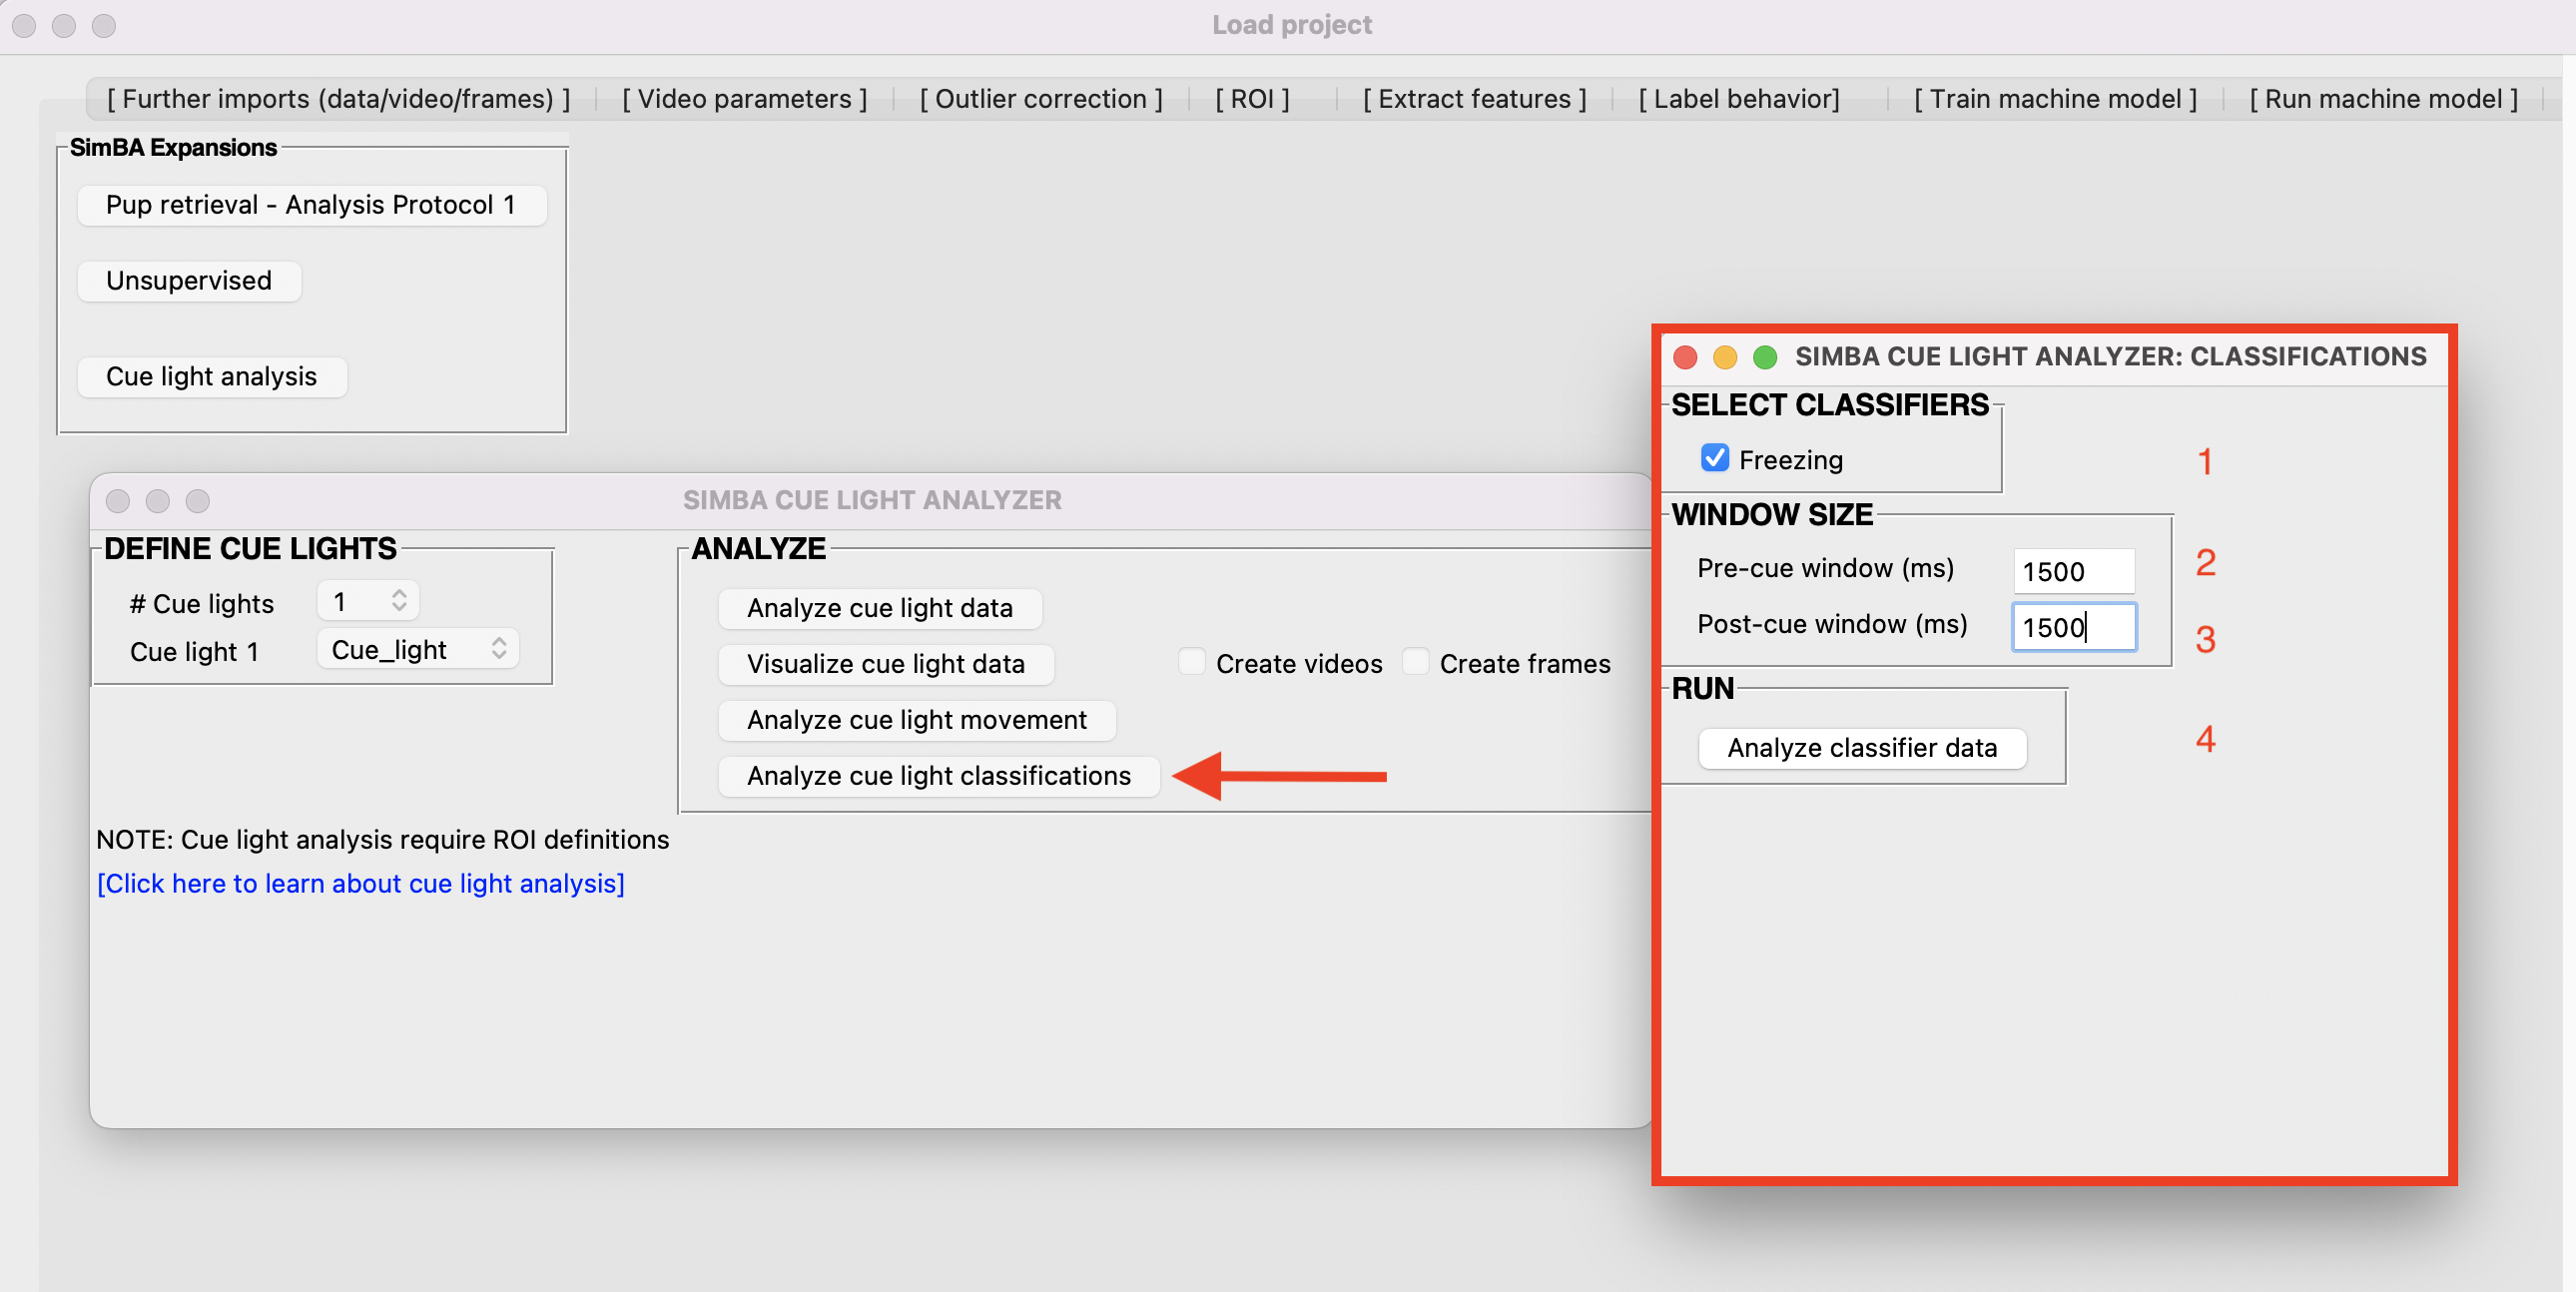 Load project
[ Further imports (data/video/frames) ] [ Video parameters ] [ Outlier correction ] [ ROI ] [ Extract features ] [ Label behavior] [ Train machine model ] [ Run machine model ]
SimBA Expansions
Pup retrieval - Analysis Protocol 1
Unsupervised
Cue light analysis
SIMBA CUE LIGHT ANALYZER
DEFINE CUE LIGHTS
# Cue lights 1
Cue light 1 Cue_light
ANALYZE
Analyze cue light data
Visualize cue light data Create videos Create frames
Analyze cue light movement
Analyze cue light classifications
NOTE: Cue light analysis require ROI definitions
[Click here to learn about cue light analysis]
SIMBA CUE LIGHT ANALYZER: CLASSIFICATIONS
SELECT CLASSIFIERS
Freezing 1
WINDOW SIZE
Pre-cue window (ms) 1500 2
Post-cue window (ms) 1500 3
RUN
Analyze classifier data 4